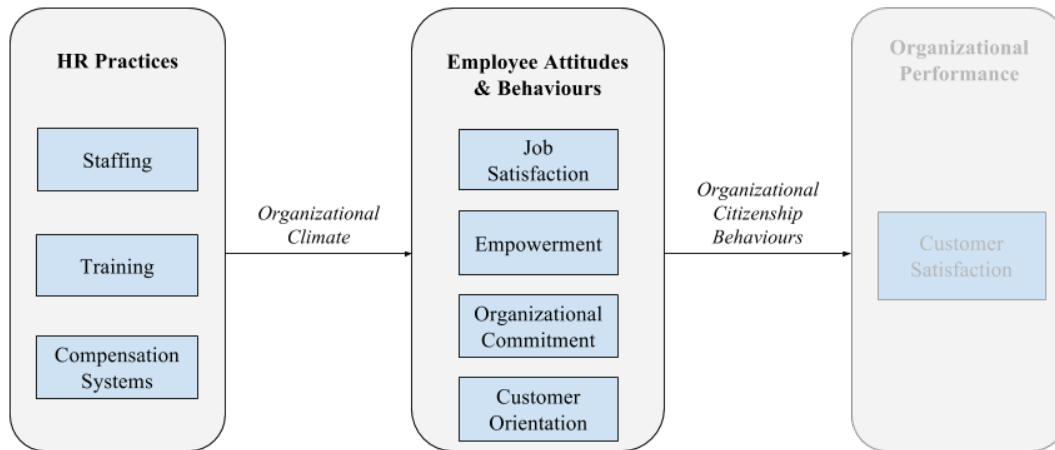 HR Practices
Staffing
Training
Compensation
Systems
Organizational
Climate
Employee Attitudes
& Behaviours
Job
Satisfaction
Empowerment
Organizational
Commitment
Customer
Orientation
Organizational
Citizenship
Behaviours
Organizational
Performance
Customer
Satisfaction